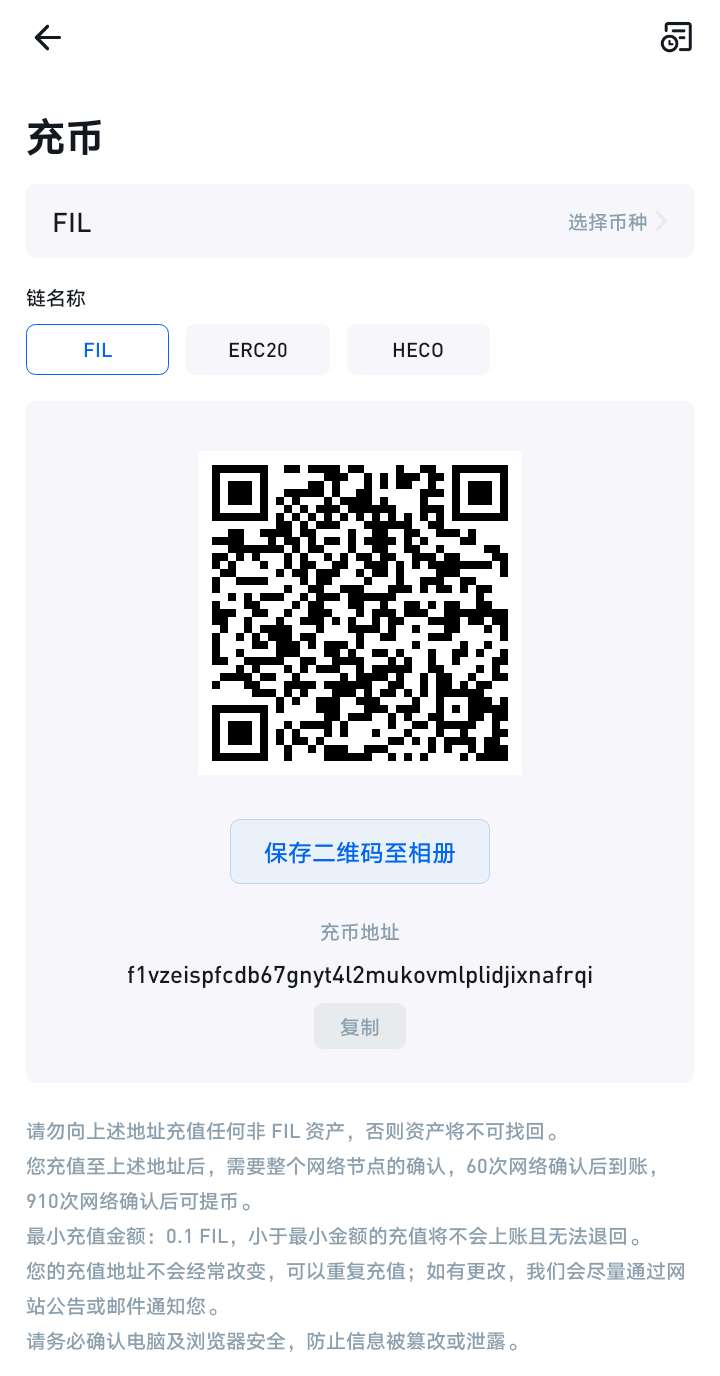 充币
FIL
选择币种
链名称
FIL
ERC20
HECO
保存二维码至相册
充币地址
f1vzeispfcdb67gnyt4l2mukovmlplidjixnafrqi
复制
请勿向上述地址充值任何非 FIL 资产，否则资产将不可找回。
您充值至上述地址后，需要整个网络节点的确认，60次网络确认后到账，
910次网络确认后可提币。
最小充值金额：0.1 FIL，小于最小金额的充值将不会上账且无法退回。
您的充值地址不会经常改变，可以重复充值；如有更改，我们会尽量通过网
站公告或邮件通知您。
请务必确认电脑及浏览器安全，防止信息被篡改或泄露。